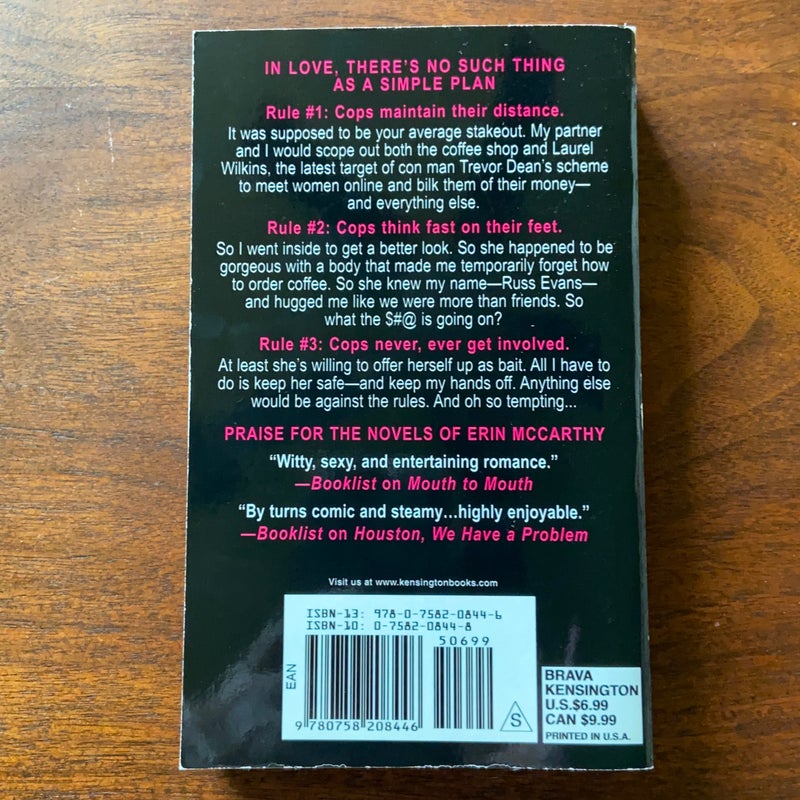 IN LOVE, THERE'S NO SUCH THING
AS A SIMPLE PLAN
Rule #1: Cops maintain their distance.
It was supposed to be your average stakeout. My partner
and I would scope out both the coffee shop and Laurel
Wilkins, the latest target of con man Trevor Dean's scheme
to meet women online and bilk them of their money—
and everything else.
Rule #2: Cops think fast on their feet.
So I went inside to get a better look. So she happened to be
gorgeous with a body that made me temporarily forget how
to order coffee. So she knew my name—Russ Evans—
and hugged me like we were more than friends. So
what the $#@ is going on?
Rule #3: Cops never, ever get involved.
At least she's willing to offer herself up as bait. All I have to
do is keep her safe—and keep my hands off. Anything else
would be against the rules. And oh so tempting...
PRAISE FOR THE NOVELS OF ERIN MCCARTHY
"Witty, sexy, and entertaining romance."
—Booklist on Mouth to Mouth
"By turns comic and steamy...highly enjoyable."
—Booklist on Houston, We Have a Problem
Visit us at www.kensingtonbooks.com
ISBN-13: 978-0-7582-0844-6
ISBN-10: 0-7582-0844-8
50699
EAN
9 780758 208446
S
BRAVA
KENSINGTON
U.S.$6.99
CAN $9.99
PRINTED IN U.S.A.